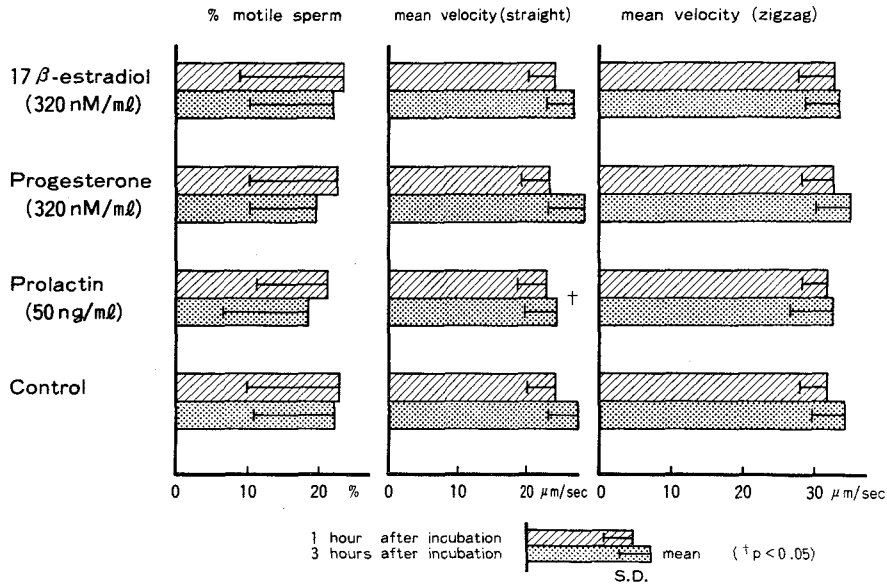 % motile sperm mean velocity (straight) mean velocity (zigzag)
17 β-estradiol
(320 nM/mℓ)
Progesterone
(320 nM/mℓ)
Prolactin
(50 ng/mℓ)
†
Control
0 20 % 0 10 20 μm/sec 0 10 20 30 μm/sec
1 hour after incubation
3 hours after incubation mean (†p<0.05)
S.D.